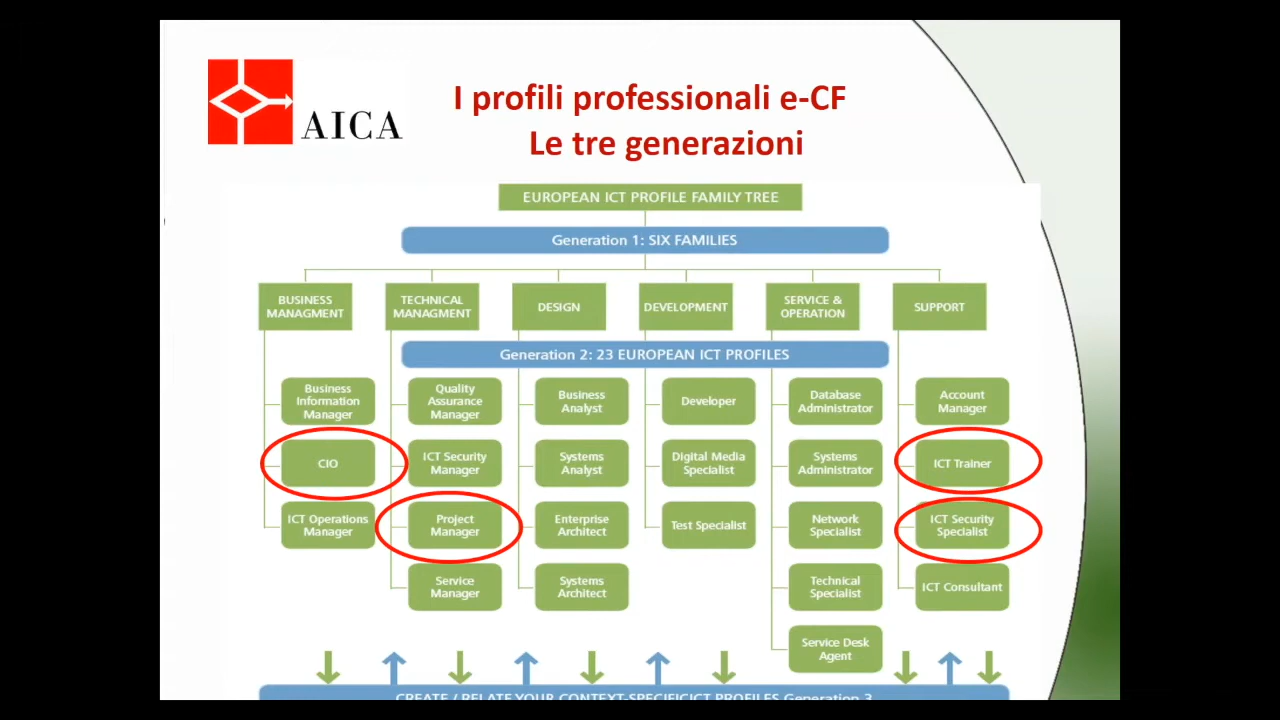 AICA
I profili professionali e-CF
Le tre generazioni
EUROPEAN ICT PROFILE FAMILY TREE
Generation 1: SIX FAMILIES
BUSINESS
MANAGMENT
TECHNICAL
MANAGMENT
DESIGN
DEVELOPMENT
SERVICE &
OPERATION
SUPPORT
Generation 2: 23 EUROPEAN ICT PROFILES
Business
Information
Manager
CIO
ICT Operations
Manager
Quality
Assurance
Manager
ICT Security
Manager
Project
Manager
Service
Manager
Business
Analyst
Systems
Analyst
Enterprise
Architect
Systems
Architect
Developer
Digital Media
Specialist
Test Specialist
Database
Administrator
Systems
Administrator
Network
Specialist
Technical
Specialist
Service Desk
Agent
Account
Manager
ICT Trainer
ICT Security
Specialist
ICT Consultant
CREATE / RELATE YOUR CONTEXT-SPECIFICICT PROFILES Generation 3